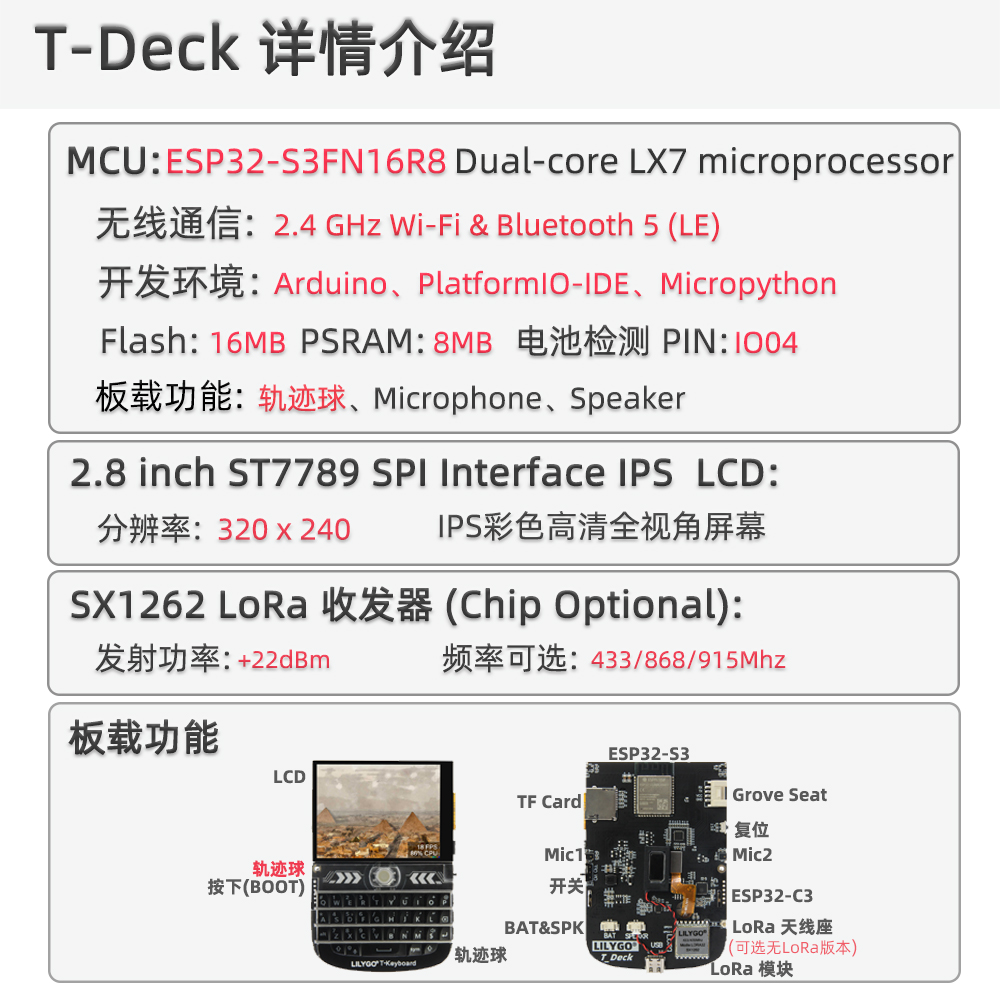 T-Deck 详情介绍
MCU:ESP32-S3FN16R8 Dual-core LX7 microprocessor
无线通信: 2.4 GHz Wi-Fi & Bluetooth 5 (LE)
开发环境: Arduino、PlatformIO-IDE、Micropython
Flash: 16MB PSRAM: 8MB 电池检测 PIN: IO04
板载功能: 轨迹球、Microphone、Speaker
2.8 inch ST7789 SPI Interface IPS LCD:
分辨率: 320 x 240 IPS彩色高清全视角屏幕
SX1262 LoRa 收发器 (Chip Optional):
发射功率: +22dBm 频率可选: 433/868/915Mhz
板载功能
LCD
18 FPS
86% CPU
轨迹球
按下(BOOT)
轨迹球
LILYGO® T-Keyboard
ESP32-S3
TF Card
Grove Seat
复位
Mic1
Mic2
开关
ESP32-C3
BAT&SPK
LoRa 天线座
(可选无LoRa版本)
LoRa 模块
BAT
USB
LILYGO®
T_Deck
LILYGO®